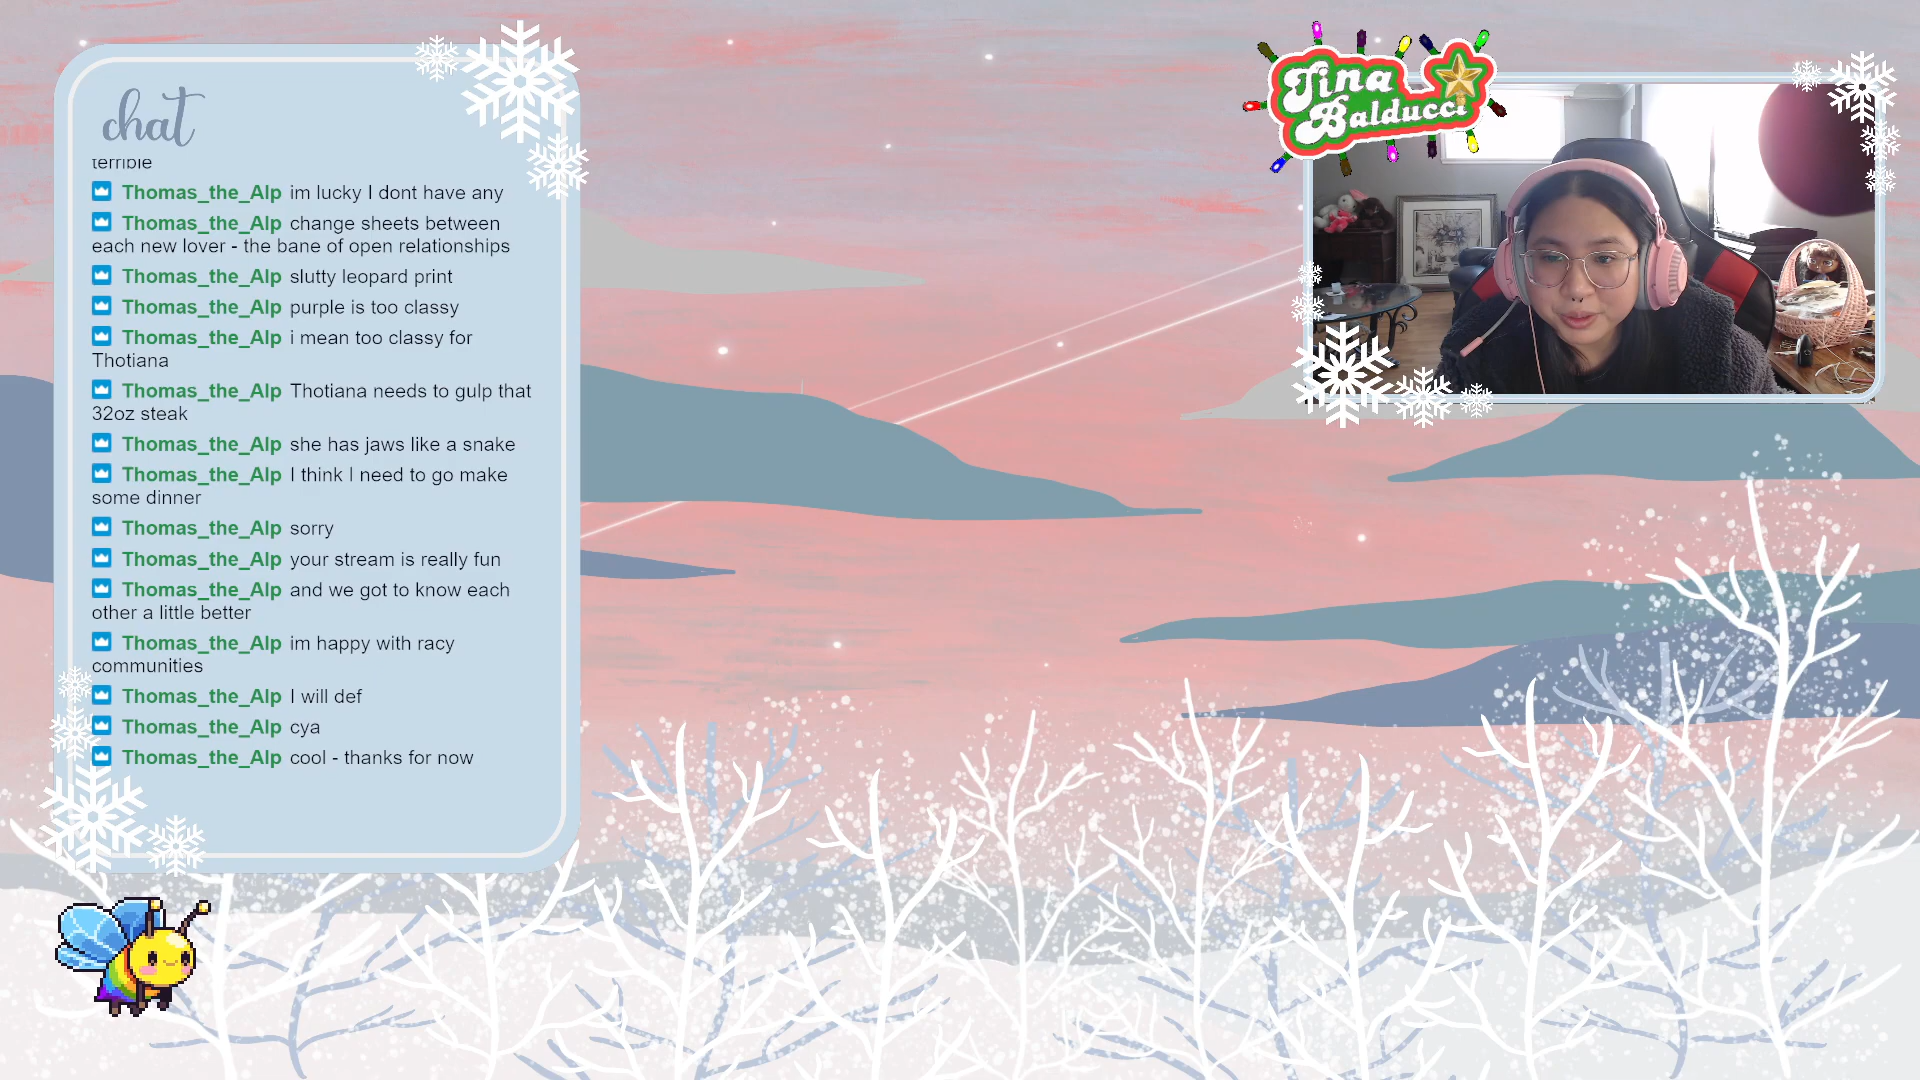 Tina
Balducci
chat
terrible
Thomas_the_Alp im lucky I dont have any
Thomas_the_Alp change sheets between
each new lover - the bane of open relationships
Thomas_the_Alp slutty leopard print
Thomas_the_Alp purple is too classy
Thomas_the_Alp i mean too classy for
Thotiana
Thomas_the_Alp Thotiana needs to gulp that
32oz steak
Thomas_the_Alp she has jaws like a snake
Thomas_the_Alp I think I need to go make
some dinner
Thomas_the_Alp sorry
Thomas_the_Alp your stream is really fun
Thomas_the_Alp and we got to know each
other a little better
Thomas_the_Alp im happy with racy
communities
Thomas_the_Alp I will def
Thomas_the_Alp cya
Thomas_the_Alp cool - thanks for now